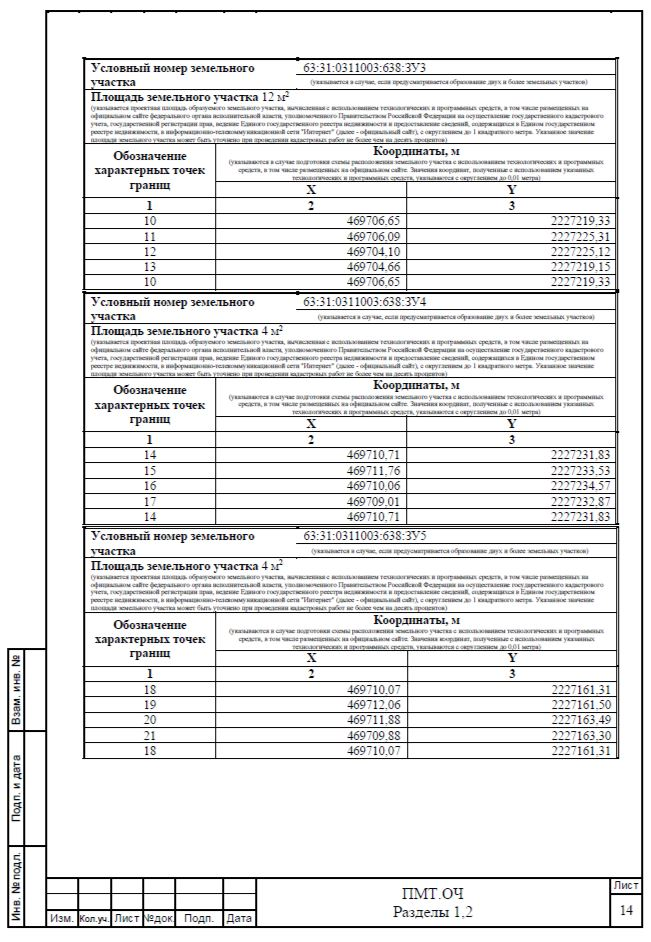 Условный номер земельного участка
63:31:0311003:638:ЗУ3
(указывается в случае, если предусматривается образование двух и более земельных участков)
Площадь земельного участка 12 м2
(указывается проектная площадь образуемого земельного участка, вычисленная с использованием технологических и программных средств, в том числе размещенных на
официальном сайте федерального органа исполнительной власти, уполномоченного Правительством Российской Федерации на осуществление государственного кадастрового
учета, государственной регистрации прав, ведение Единого государственного реестра недвижимости и предоставление сведений, содержащихся в Едином государственном
реестре недвижимости, в информационно-телекоммуникационной сети "Интернет" (далее - официальный сайт), с округлением до 1 квадратного метра. Указанное значение
площади земельного участка может быть уточнено при проведении кадастровых работ не более чем на десять процентов)
Обозначение характерных точек границ
Координаты, м
(указываются в случае подготовки схемы расположения земельного участка с использованием технологических и программных
средств, в том числе размещенных на официальном сайте. Значения координат, полученные с использованием указанных
технологических и программных средств, указываются с округлением до 0,01 метра)
X Y
1 2 3
10 469706,65 2227219,33
11 469706,09 2227225,31
12 469704,10 2227225,12
13 469704,66 2227219,15
10 469706,65 2227219,33
Условный номер земельного участка
63:31:0311003:638:ЗУ4
(указывается в случае, если предусматривается образование двух и более земельных участков)
Площадь земельного участка 4 м2
(указывается проектная площадь образуемого земельного участка, вычисленная с использованием технологических и программных средств, в том числе размещенных на
официальном сайте федерального органа исполнительной власти, уполномоченного Правительством Российской Федерации на осуществление государственного кадастрового
учета, государственной регистрации прав, ведение Единого государственного реестра недвижимости и предоставление сведений, содержащихся в Едином государственном
реестре недвижимости, в информационно-телекоммуникационной сети "Интернет" (далее - официальный сайт), с округлением до 1 квадратного метра. Указанное значение
площади земельного участка может быть уточнено при проведении кадастровых работ не более чем на десять процентов)
Обозначение характерных точек границ
Координаты, м
(указываются в случае подготовки схемы расположения земельного участка с использованием технологических и программных
средств, в том числе размещенных на официальном сайте. Значения координат, полученные с использованием указанных
технологических и программных средств, указываются с округлением до 0,01 метра)
X Y
1 2 3
14 469710,71 2227231,83
15 469711,76 2227233,53
16 469710,06 2227234,57
17 469709,01 2227232,87
14 469710,71 2227231,83
Условный номер земельного участка
63:31:0311003:638:ЗУ5
(указывается в случае, если предусматривается образование двух и более земельных участков)
Площадь земельного участка 4 м2
(указывается проектная площадь образуемого земельного участка, вычисленная с использованием технологических и программных средств, в том числе размещенных на
официальном сайте федерального органа исполнительной власти, уполномоченного Правительством Российской Федерации на осуществление государственного кадастрового
учета, государственной регистрации прав, ведение Единого государственного реестра недвижимости и предоставление сведений, содержащихся в Едином государственном
реестре недвижимости, в информационно-телекоммуникационной сети "Интернет" (далее - официальный сайт), с округлением до 1 квадратного метра. Указанное значение
площади земельного участка может быть уточнено при проведении кадастровых работ не более чем на десять процентов)
Обозначение характерных точек границ
Координаты, м
(указываются в случае подготовки схемы расположения земельного участка с использованием технологических и программных
средств, в том числе размещенных на официальном сайте. Значения координат, полученные с использованием указанных
технологических и программных средств, указываются с округлением до 0,01 метра)
X Y
1 2 3
18 469710,07 2227161,31
19 469712,06 2227161,50
20 469711,88 2227163,49
21 469709,88 2227163,30
18 469710,07 2227161,31
Взам. инв. №
Подп. и дата
Инв. № подл.
Изм. Кол.уч. Лист №док. Подп. Дата
ПМТ.ОЧ
Разделы 1,2
Лист
14